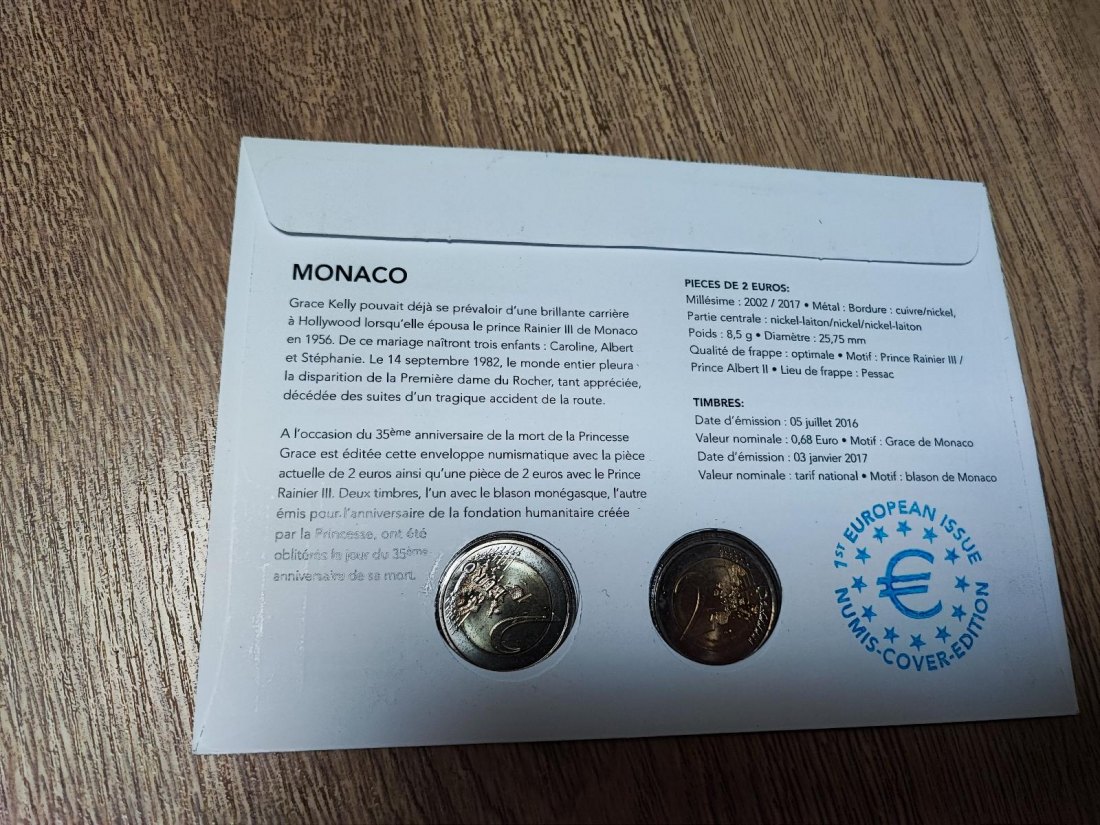 MONACO
Grace Kelly pouvait déjà se prévaloir d'une brillante carrière
à Hollywood lorsqu'elle épousa le prince Rainier III de Monaco
en 1956. De ce mariage naîtront trois enfants : Caroline, Albert
et Stéphanie. Le 14 septembre 1982, le monde entier pleura
la disparition de la Première dame du Rocher, tant appréciée,
décédée des suites d'un tragique accident de la route.
A l'occasion du 35ème anniversaire de la mort de la Princesse
Grace est éditée cette enveloppe numismatique avec la pièce
actuelle de 2 euros ainsi qu'une pièce de 2 euros avec le Prince
Rainier III. Deux timbres, l'un avec le blason monégasque, l'autre
émis pour l'anniversaire de la fondation humanitaire créée
par la Princesse, ont été
oblitérés le jour du 35ème
anniversaire de sa mort.
PIECES DE 2 EUROS:
Millésime : 2002 / 2017 • Métal : Bordure : cuivre/nickel,
Partie centrale : nickel-laiton/nickel/nickel-laiton
Poids : 8,5 g • Diamètre : 25,75 mm
Qualité de frappe : optimale • Motif : Prince Rainier III /
Prince Albert II • Lieu de frappe : Pessac
TIMBRES:
Date d'émission : 05 juillet 2016
Valeur nominale : 0,68 Euro • Motif : Grace de Monaco
Date d'émission : 03 janvier 2017
Valeur nominale : tarif national • Motif : blason de Monaco
1ST EUROPEAN ISSUE
€
NUMIS-COVER-EDITION
2
2